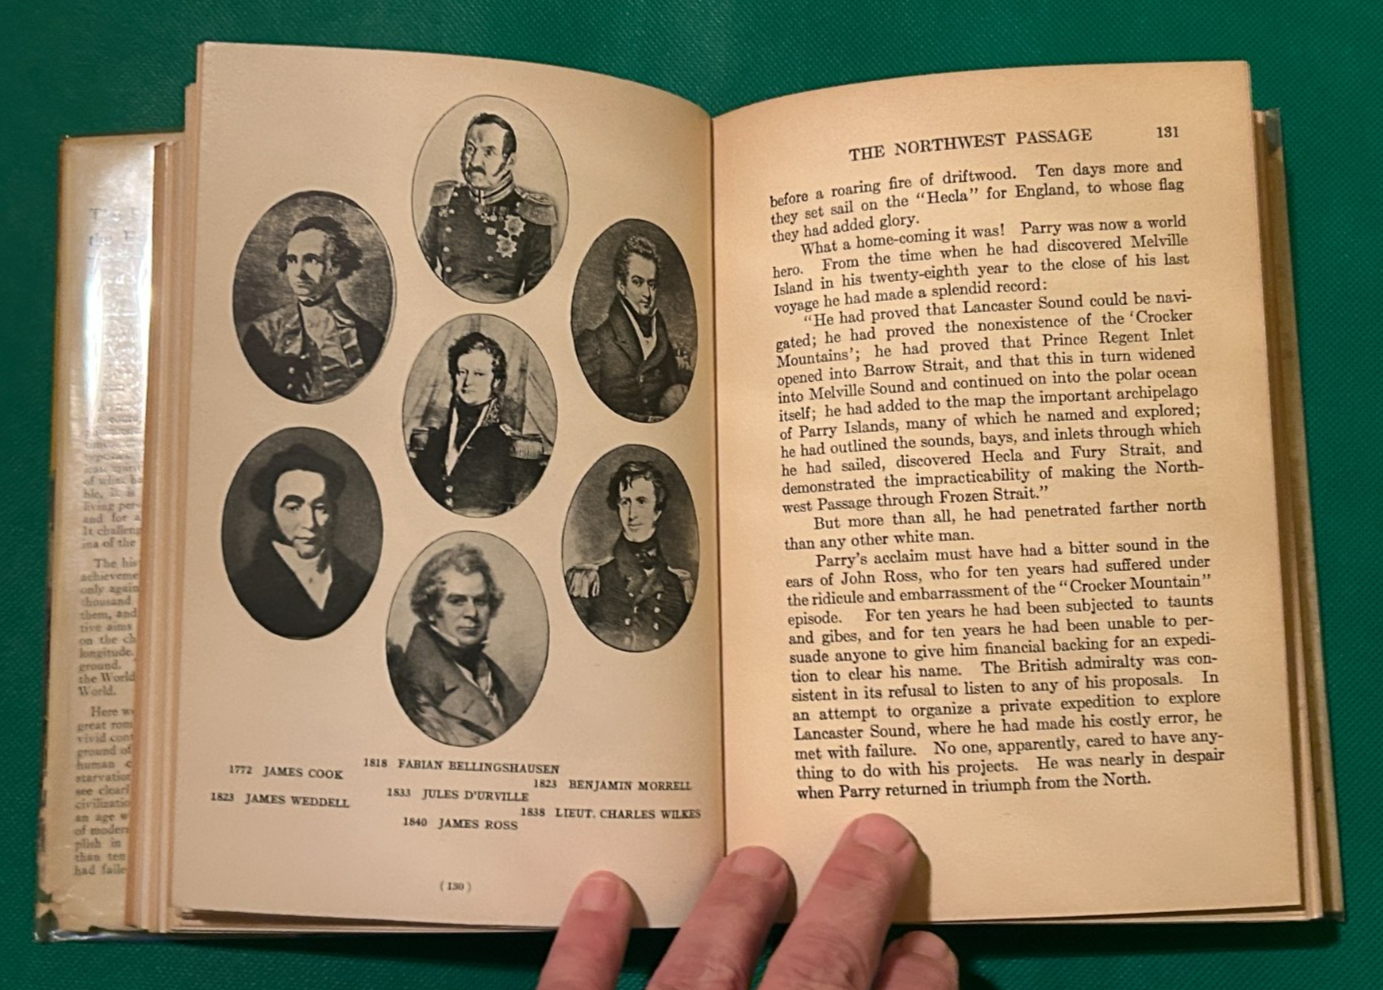 1772 JAMES COOK
1818 FABIAN BELLINGSHAUSEN
1823 BENJAMIN MORRELL
1823 JAMES WEDDELL
1833 JULES D'URVILLE
1838 LIEUT. CHARLES WILKES
1840 JAMES ROSS
(130)
THE NORTHWEST PASSAGE 131
before a roaring fire of driftwood. Ten days more and
they set sail on the "Hecla" for England, to whose flag
they had added glory.
What a home-coming it was! Parry was now a world
hero. From the time when he had discovered Melville
Island in his twenty-eighth year to the close of his last
voyage he had made a splendid record:
"He had proved that Lancaster Sound could be navi-
gated; he had proved the nonexistence of the 'Crocker
Mountains'; he had proved that Prince Regent Inlet
opened into Barrow Strait, and that this in turn widened
into Melville Sound and continued on into the polar ocean
itself; he had added to the map the important archipelago
of Parry Islands, many of which he named and explored;
he had outlined the sounds, bays, and inlets through which
he had sailed, discovered Hecla and Fury Strait, and
demonstrated the impracticability of making the North-
west Passage through Frozen Strait."
But more than all, he had penetrated farther north
than any other white man.
Parry's acclaim must have had a bitter sound in the
ears of John Ross, who for ten years had suffered under
the ridicule and embarrassment of the "Crocker Mountain"
episode. For ten years he had been subjected to taunts
and gibes, and for ten years he had been unable to per-
suade anyone to give him financial backing for an expedi-
tion to clear his name. The British admiralty was con-
sistent in its refusal to listen to any of his proposals. In
an attempt to organize a private expedition to explore
Lancaster Sound, where he had made his costly error, he
met with failure. No one, apparently, cared to have any-
thing to do with his projects. He was nearly in despair
when Parry returned in triumph from the North.